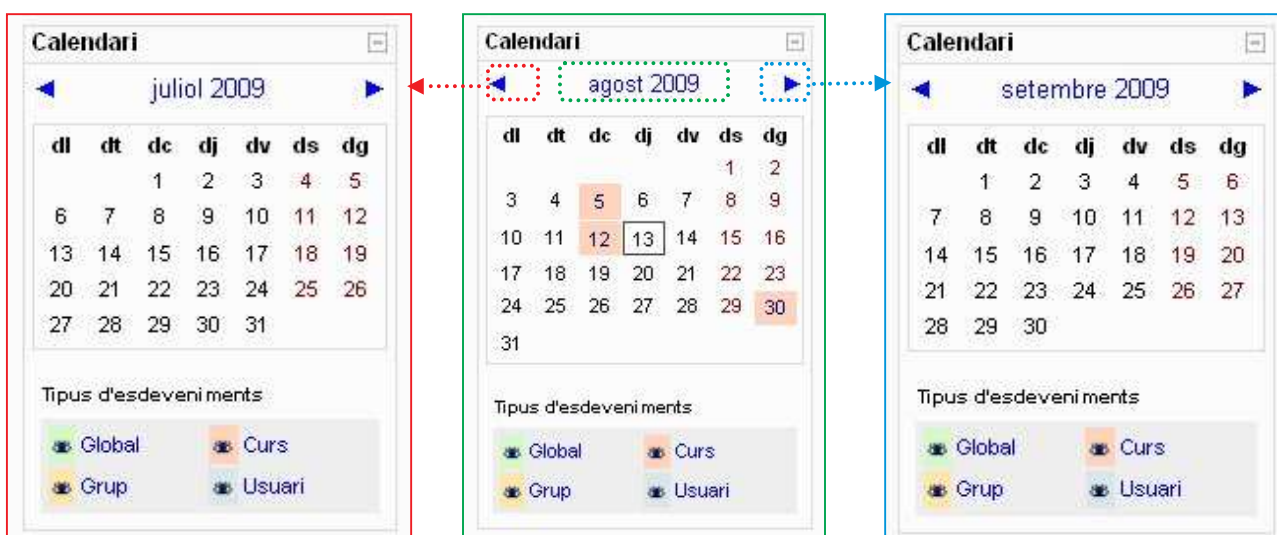 Calendari
juliol 2009
dl dt dc dj dv ds dg
1 2 3 4 5
6 7 8 9 10 11 12
13 14 15 16 17 18 19
20 21 22 23 24 25 26
27 28 29 30 31
Tipus d'esdeveniments
Global Curs
Grup Usuari
Calendari
agost 2009
dl dt dc dj dv ds dg
1 2
3 4 5 6 7 8 9
10 11 12 13 14 15 16
17 18 19 20 21 22 23
24 25 26 27 28 29 30
31
Tipus d'esdeveniments
Global Curs
Grup Usuari
Calendari
setembre 2009
dl dt dc dj dv ds dg
1 2 3 4 5 6
7 8 9 10 11 12 13
14 15 16 17 18 19 20
21 22 23 24 25 26 27
28 29 30
Tipus d'esdeveniments
Global Curs
Grup Usuari